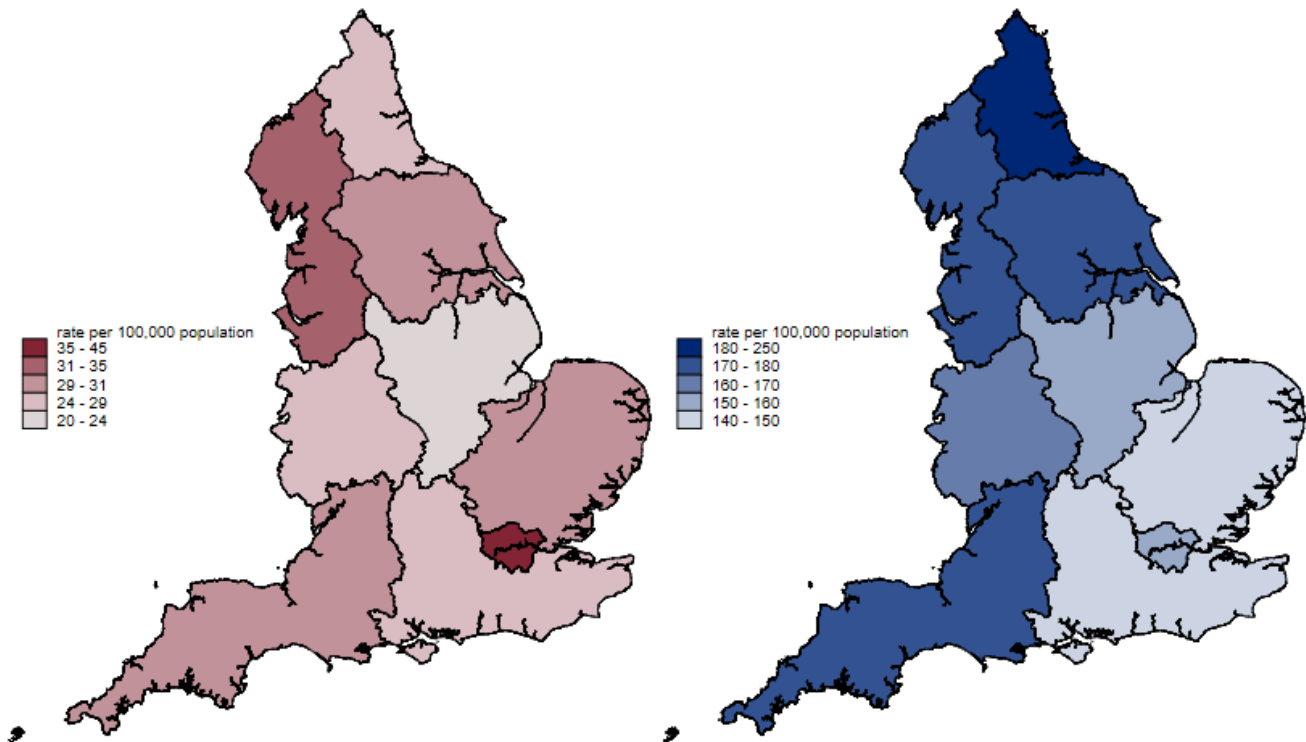 rate per 100,000 population
35 - 45
31 - 35
29 - 31
24 - 29
20 - 24
rate per 100,000 population
180 - 250
170 - 180
160 - 170
150 - 160
140 - 150